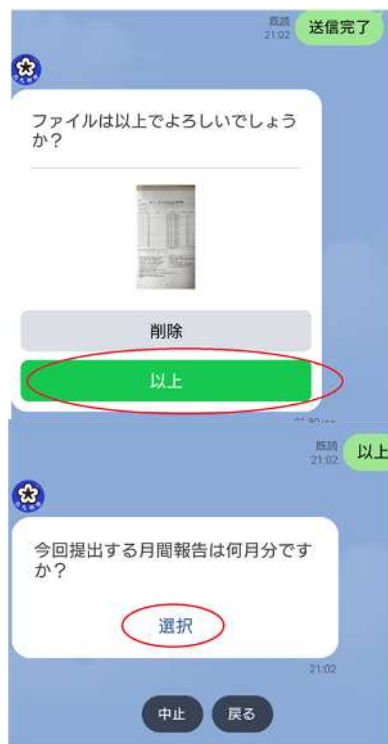 既読
21:02
送信完了
ファイルは以上でよろしいでしょう
か？
削除
以上
既読
21:02
以上
今回提出する月間報告は何月分です
か？
選択
21:02
中止
戻る